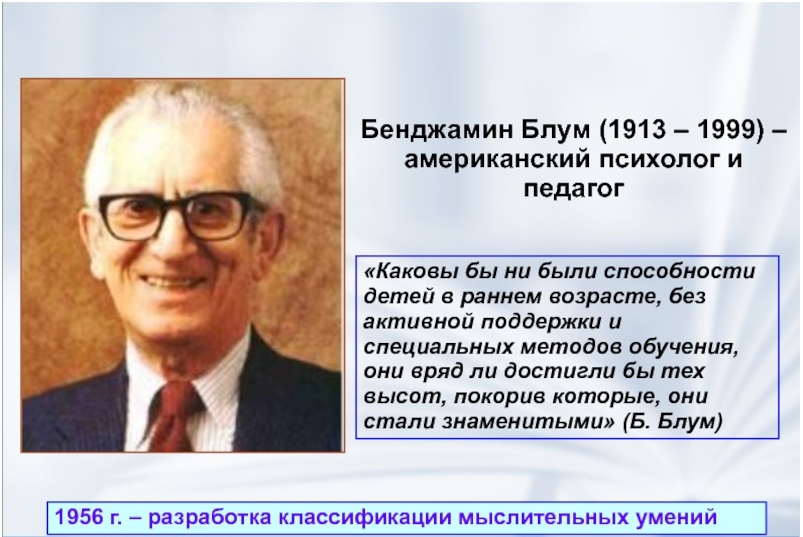 Бенджамин Блум (1913 – 1999) –
американский психолог и
педагог
«Каковы бы ни были способности
детей в раннем возрасте, без
активной поддержки и
специальных методов обучения,
они вряд ли достигли бы тех
высот, покорив которые, они
стали знаменитыми» (Б. Блум)
1956 г. – разработка классификации мыслительных умений